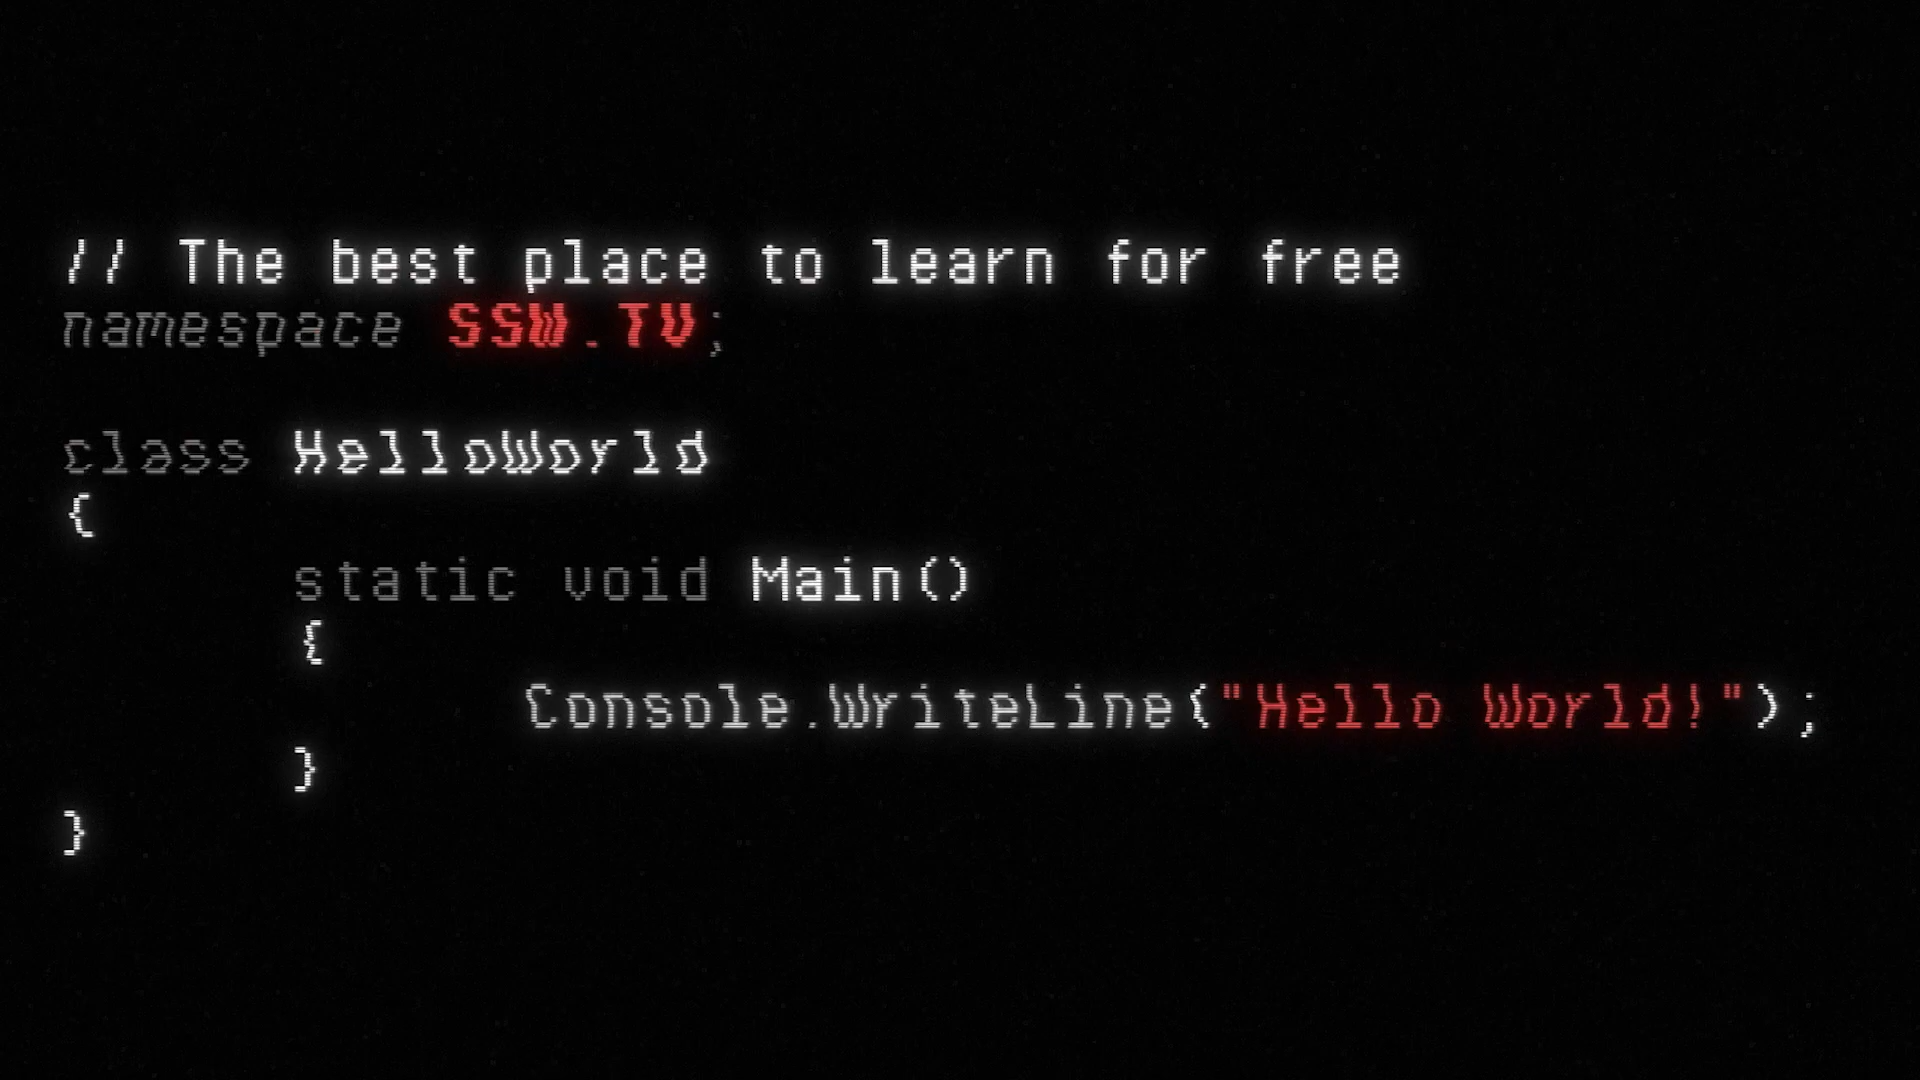 // The best place to learn for free
namespace SSW.TV;
class HelloWorld
{
static void Main()
{
Console.WriteLine("Hello World!");
}
}